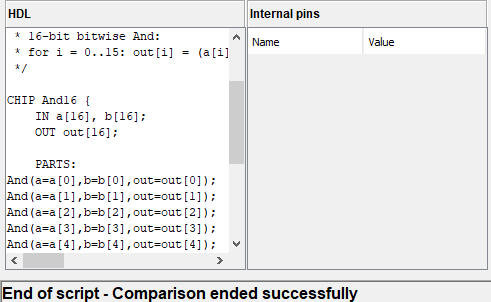 HDL
* 16-bit bitwise And:
* for i = 0..15: out[i] = (a[i]
*/
CHIP And16 {
IN a[16], b[16];
OUT out[16];
PARTS:
And(a=a[0],b=b[0],out=out[0]);
And(a=a[1],b=b[1],out=out[1]);
And(a=a[2],b=b[2],out=out[2]);
And(a=a[3],b=b[3],out=out[3]);
And(a=a[4],b=b[4],out=out[4]);
Internal pins
Name Value
End of script - Comparison ended successfully